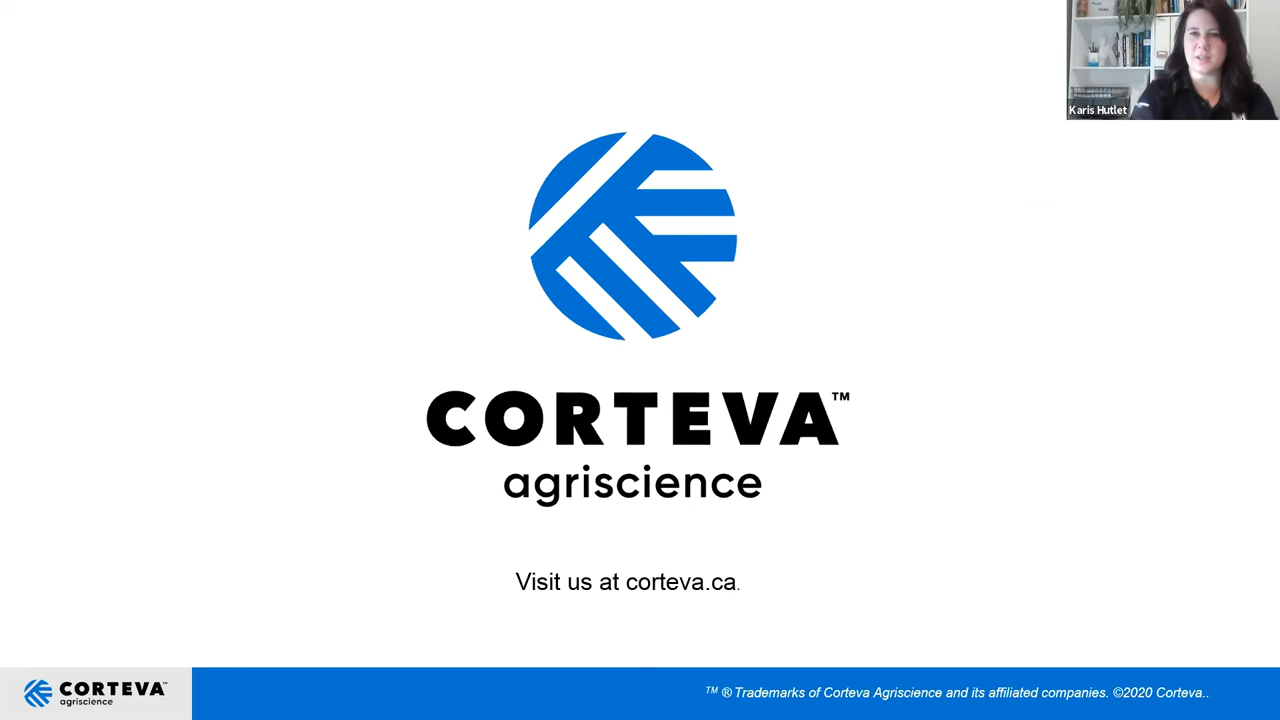 Karis Hutlet
CORTEVA™
agriscience
Visit us at corteva.ca.
CORTEVA™
agriscience
™ ® Trademarks of Corteva Agriscience and its affiliated companies. ©2020 Corteva..